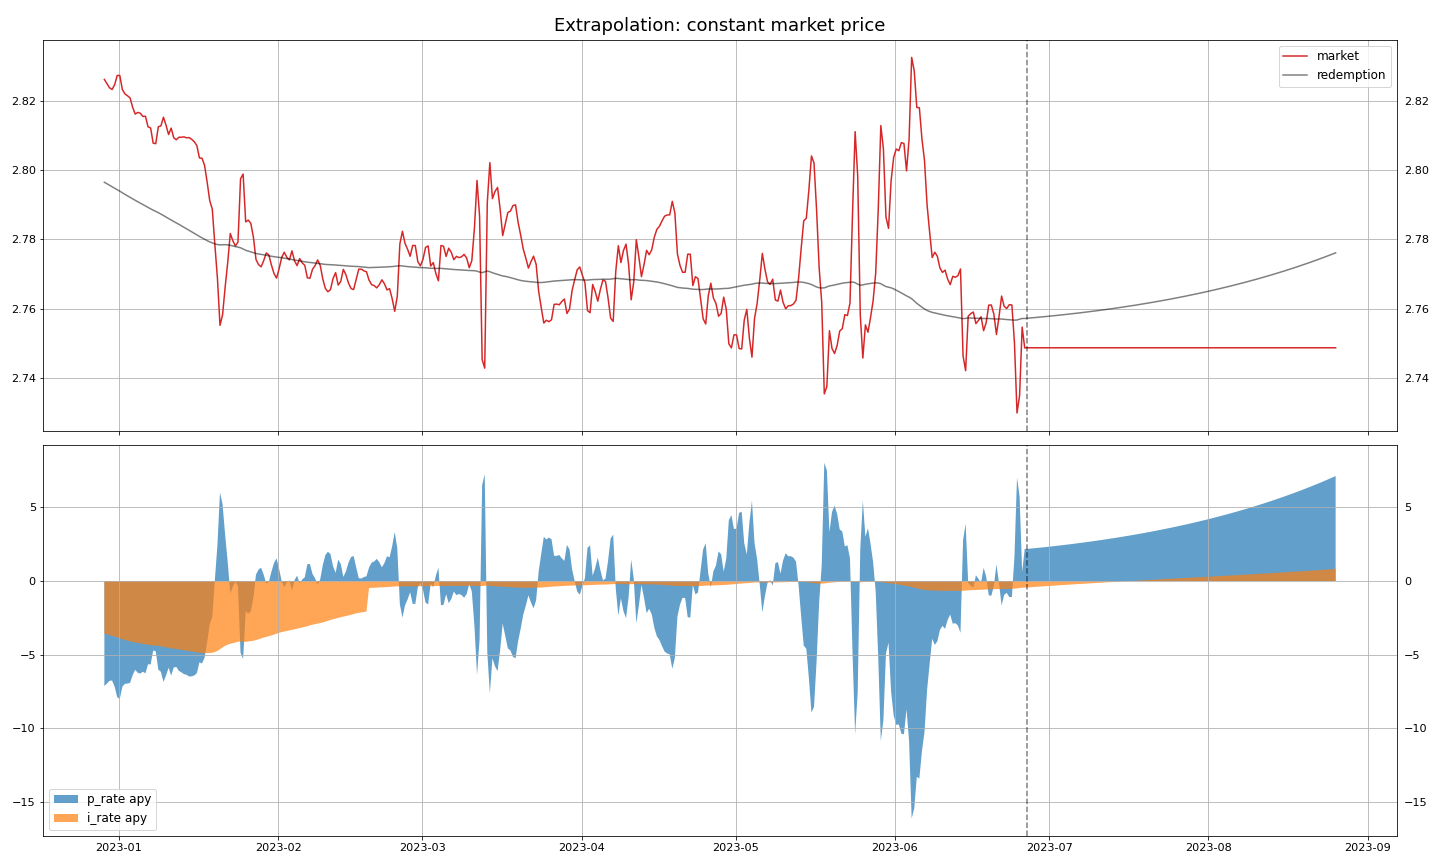 Extrapolation: constant market price
market
redemption
2.82 2.82
2.80 2.80
2.78 2.78
2.76 2.76
2.74 2.74
5 5
0 0
−5 −5
−10 −10
−15 −15
p_rate apy
i_rate apy
2023-01 2023-02 2023-03 2023-04 2023-05 2023-06 2023-07 2023-08 2023-09